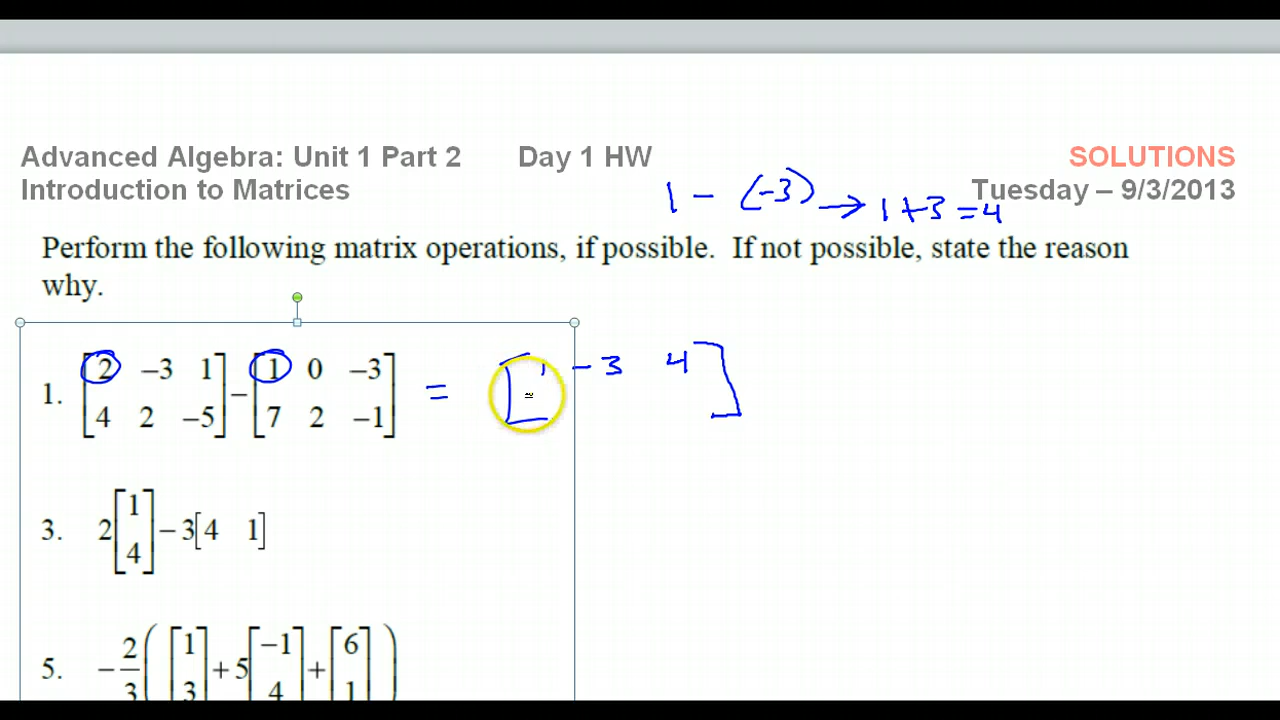 Advanced Algebra: Unit 1 Part 2 Day 1 HW SOLUTIONS
Introduction to Matrices Tuesday – 9/3/2013
1 - (-3) → 1+3=4
Perform the following matrix operations, if possible. If not possible, state the reason
why.
1. [2 –3 1] – [1 0 –3] = [1 -3 4]
[4 2 –5] [7 2 –1]
3. 2[1 4] – 3[4 1]
5. –2/3([1 3] + 5[–1 4] + [6 1])